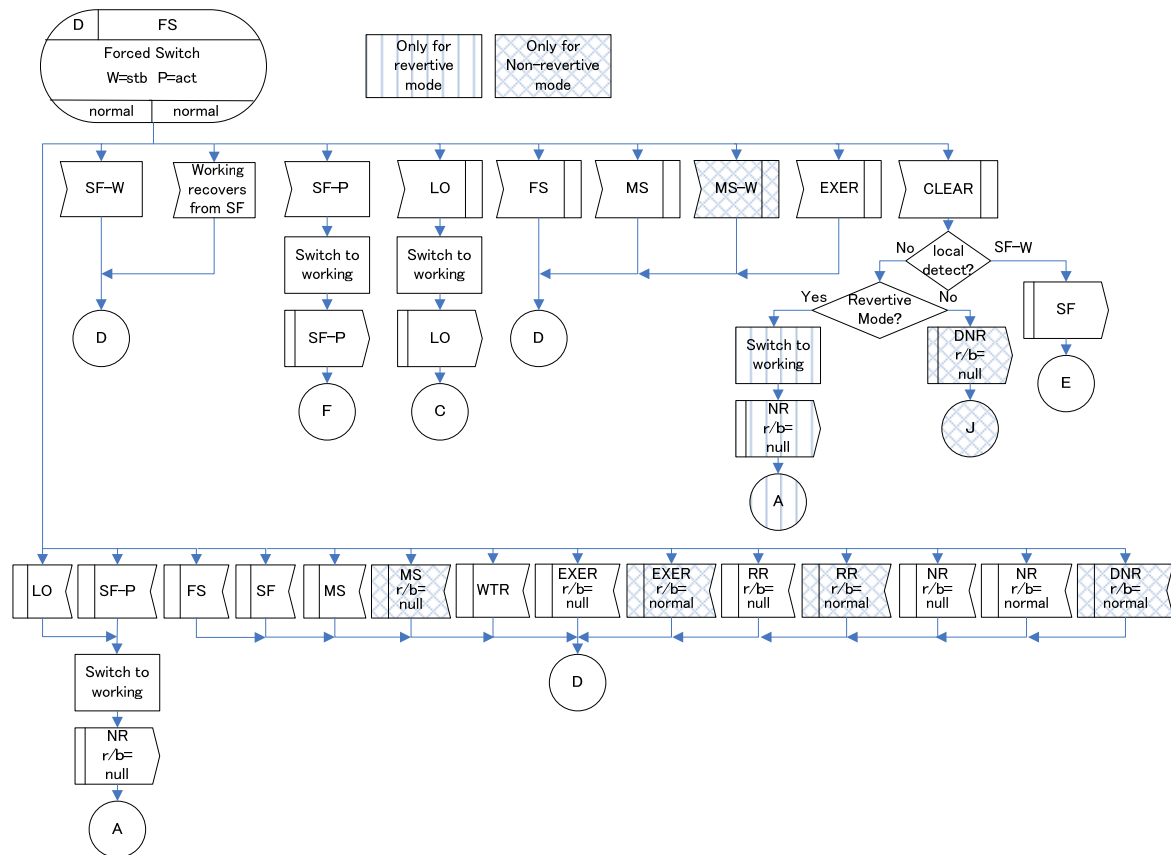 D FS
Forced Switch
W=stb P=act
normal normal
Only for
revertive
mode
Only for
Non-revertive
mode
SF-W
Working
recovers
from SF
SF-P
LO
FS
MS
MS-W
EXER
CLEAR
Switch to
working
Switch to
working
No
local
detect?
SF-W
SF-P
LO
D
D
Yes
Revertive
Mode?
No
SF
Switch to
working
DNR
r/b=
null
F
C
E
NR
r/b=
null
J
A
LO
SF-P
FS
SF
MS
MS
r/b=
null
WTR
EXER
r/b=
null
EXER
r/b=
normal
RR
r/b=
null
RR
r/b=
normal
NR
r/b=
null
NR
r/b=
normal
DNR
r/b=
normal
Switch to
working
D
NR
r/b=
null
A